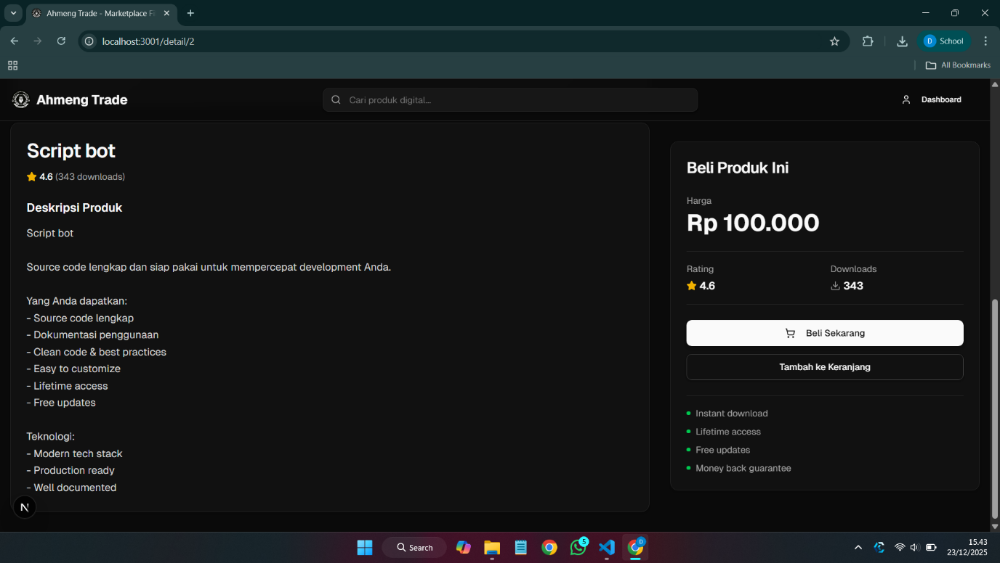 Ahmeng Trade - Marketplace Fi
localhost:3001/detail/2
D School
All Bookmarks
Ahmeng Trade
Cari produk digital...
Dashboard
Script bot
4.6 (343 downloads)
Deskripsi Produk
Script bot
Source code lengkap dan siap pakai untuk mempercepat development Anda.
Yang Anda dapatkan:
- Source code lengkap
- Dokumentasi penggunaan
- Clean code & best practices
- Easy to customize
- Lifetime access
- Free updates
Teknologi:
- Modern tech stack
- Production ready
- Well documented
N
Beli Produk Ini
Harga
Rp 100.000
Rating
Downloads
4.6
343
Beli Sekarang
Tambah ke Keranjang
Instant download
Lifetime access
Free updates
Money back guarantee
Search
5
D
15.43
23/12/2025